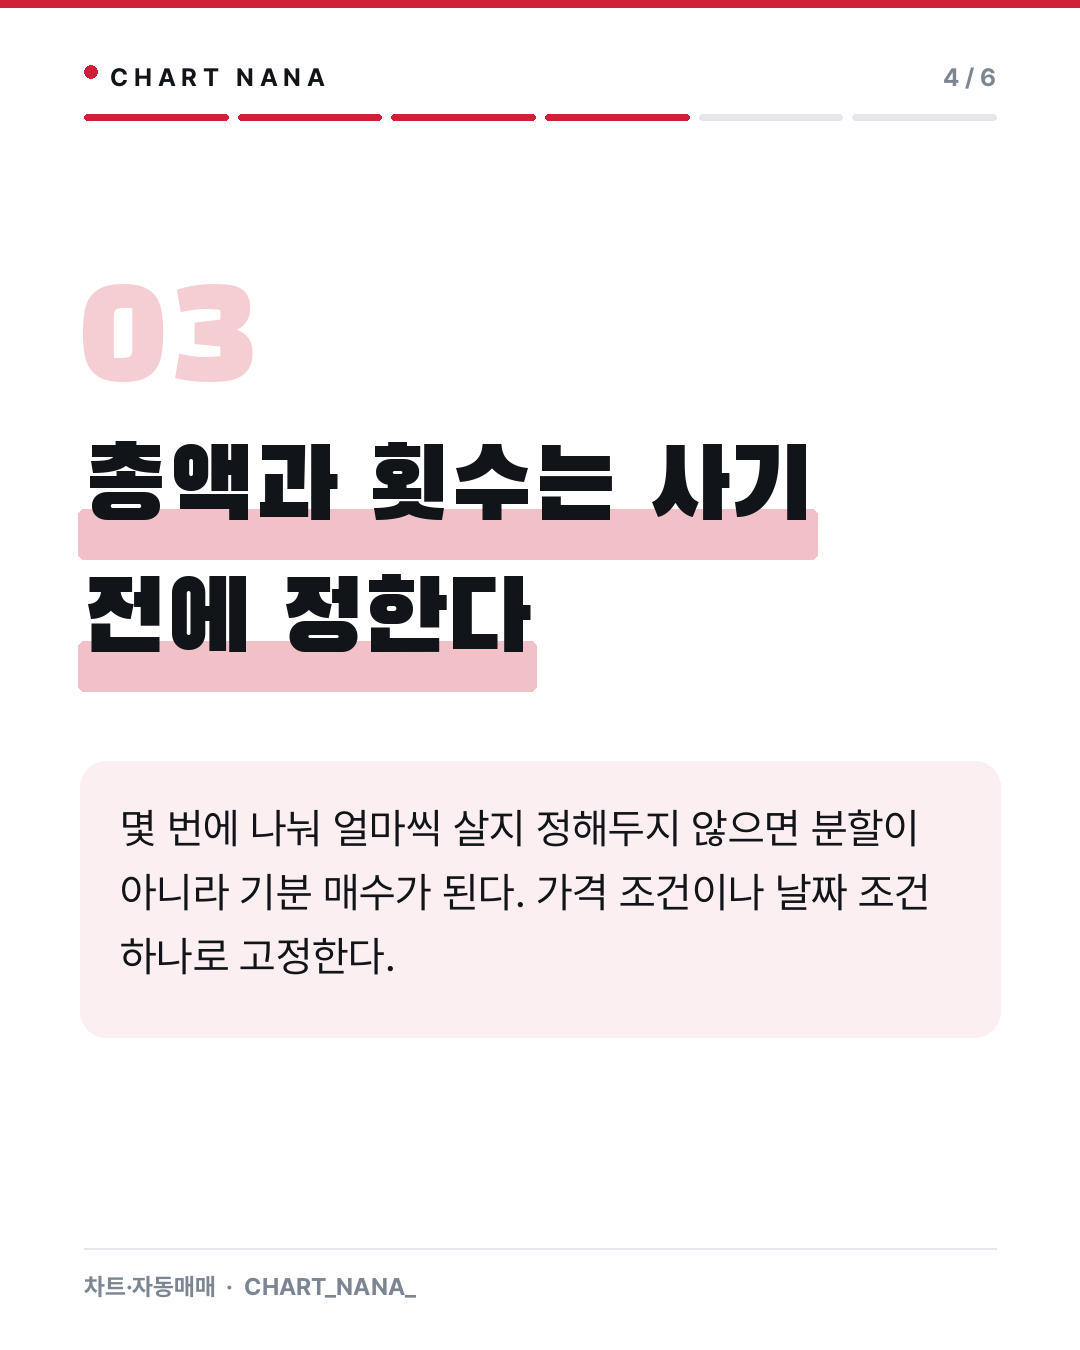 CHART NANA
4 / 6
03
총액과 횟수는 사기
전에 정한다
몇 번에 나눠 얼마씩 살지 정해두지 않으면 분할이
아니라 기분 매수가 된다. 가격 조건이나 날짜 조건
하나로 고정한다.
차트·자동매매 · CHART_NANA_